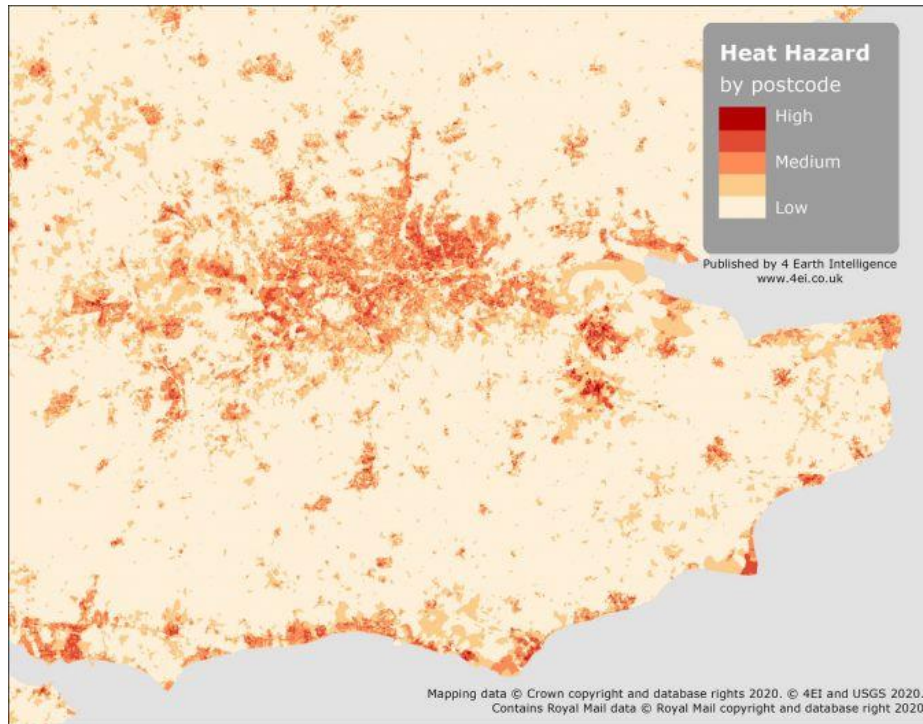 Heat Hazard
by postcode
High
Medium
Low
Published by 4 Earth Intelligence
www.4ei.co.uk
Mapping data © Crown copyright and database rights 2020. © 4EI and USGS 2020.
Contains Royal Mail data © Royal Mail copyright and database right 2020